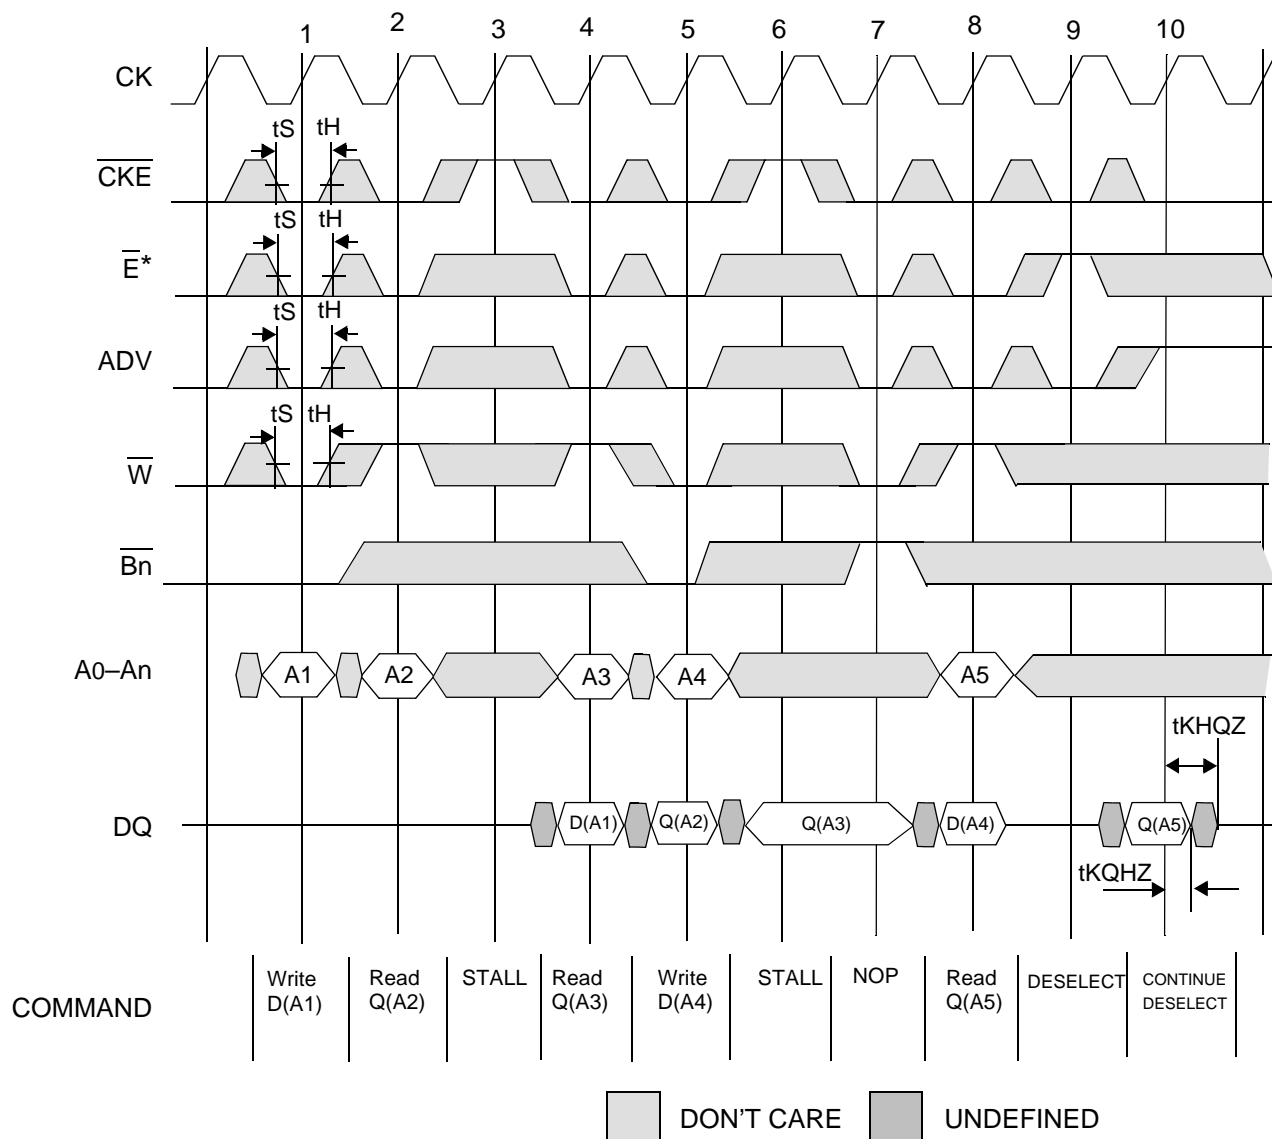 1 2 3 4 5 6 7 8 9 10
CK
tS tH
CKE
tS tH
E*
tS tH
ADV
tS tH
W
Bn
A0–An A1 A2 A3 A4 A5
tKHQZ
DQ D(A1) Q(A2) Q(A3) D(A4) Q(A5)
tKQHZ
COMMAND
Write
D(A1)
Read
Q(A2)
STALL
Read
Q(A3)
Write
D(A4)
STALL
NOP
Read
Q(A5)
DESELECT
CONTINUE
DESELECT
DON'T CARE UNDEFINED